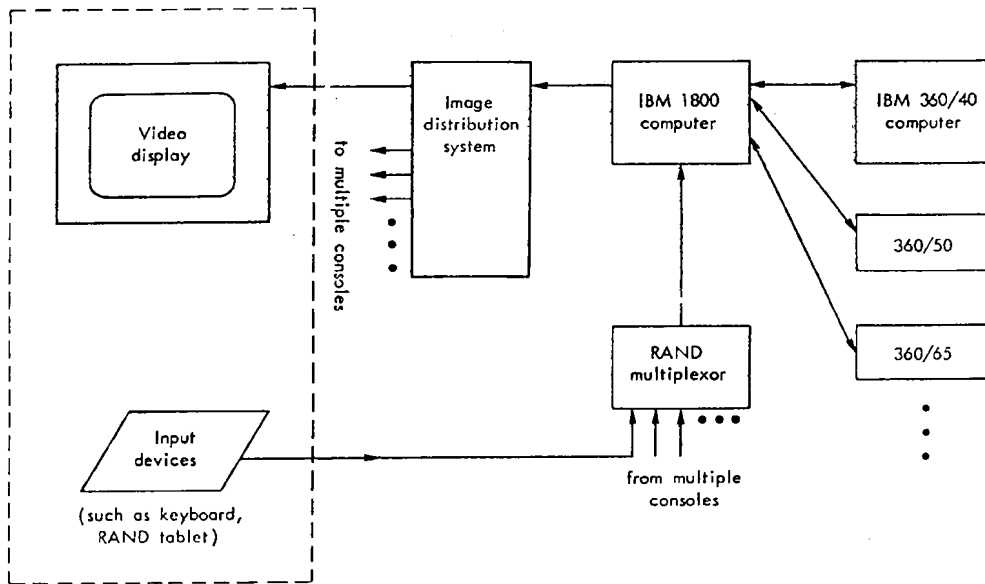 Video
display
Image
distribution
system
IBM 1800
computer
IBM 360/40
computer
to multiple consoles
360/50
360/65
RAND
multiplexor
Input
devices
(such as keyboard,
RAND tablet)
from multiple
consoles